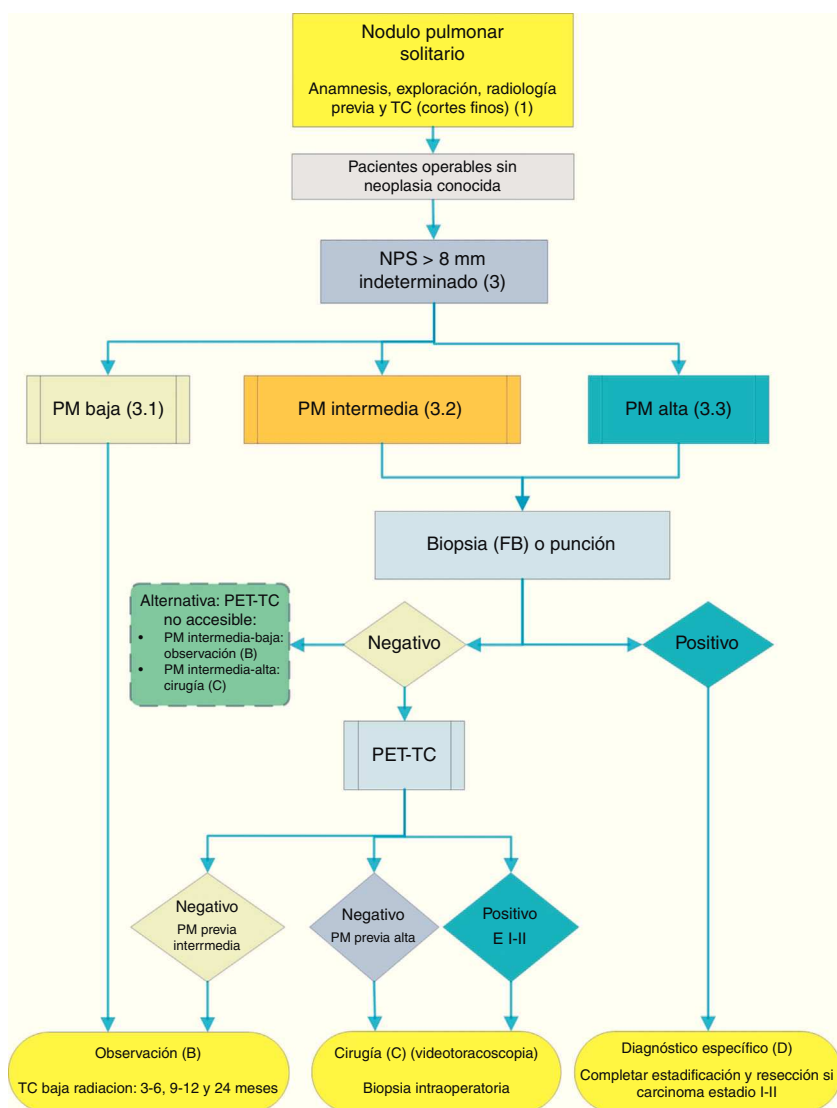 Nodulo pulmonar
solitario
Anamnesis, exploración, radiología
previa y TC (cortes finos) (1)
Pacientes operables sin
neoplasia conocida
NPS > 8 mm
indeterminado (3)
PM baja (3.1)
PM intermedia (3.2)
PM alta (3.3)
Biopsia (FB) o punción
Alternativa: PET-TC
no accesible:
• PM intermedia-baja:
observación (B)
• PM intermedia-alta:
cirugía (C)
Negativo
Positivo
PET-TC
Negativo
PM previa
interrmedia
Negativo
PM previa alta
Positivo
E I-II
Observación (B)
TC baja radiacion: 3-6, 9-12 y 24 meses
Cirugía (C) (videotoracoscopia)
Biopsia intraoperatoria
Diagnóstico específico (D)
Completar estadificación y resección si
carcinoma estadio I-II